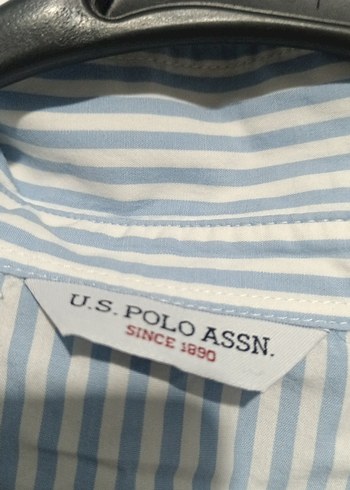 U.S. POLO ASSN.
SINCE 1890